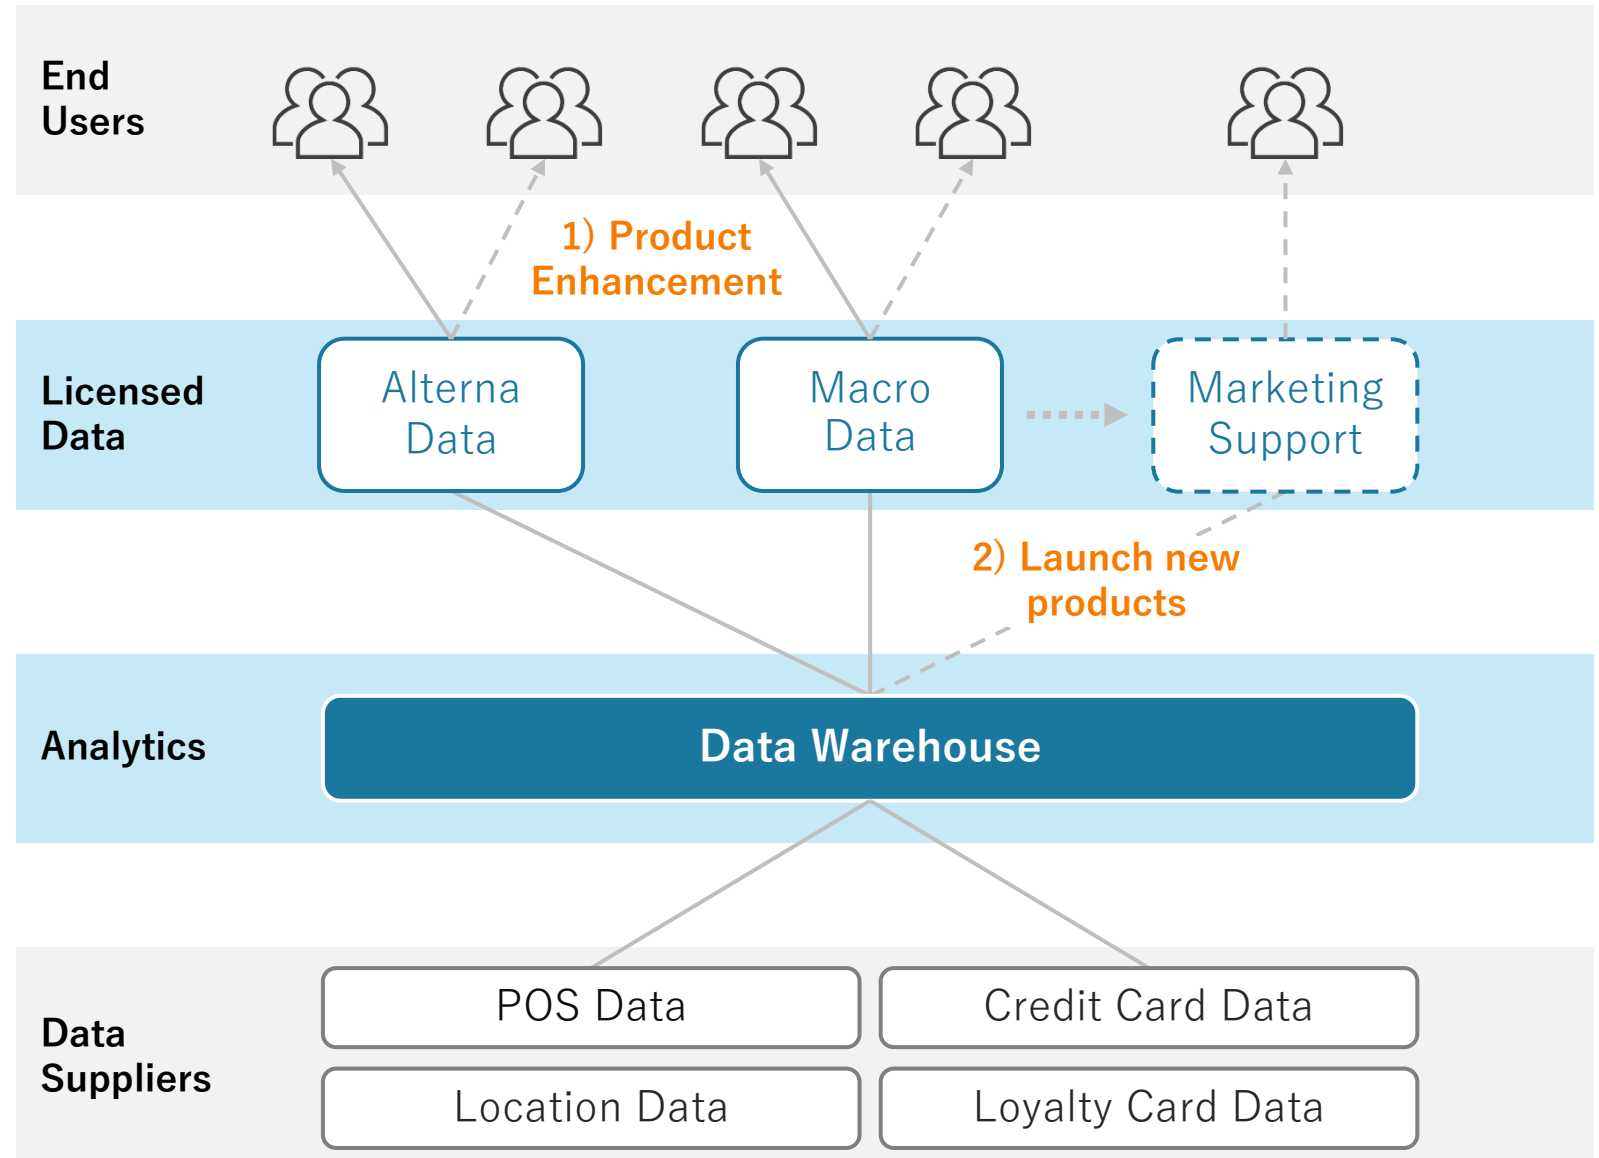 End
Users
1) Product
Enhancement
Licensed
Data
Alterna
Data
Macro
Data
Marketing
Support
2) Launch new
products
Analytics
Data Warehouse
Data
Suppliers
POS Data
Credit Card Data
Location Data
Loyalty Card Data